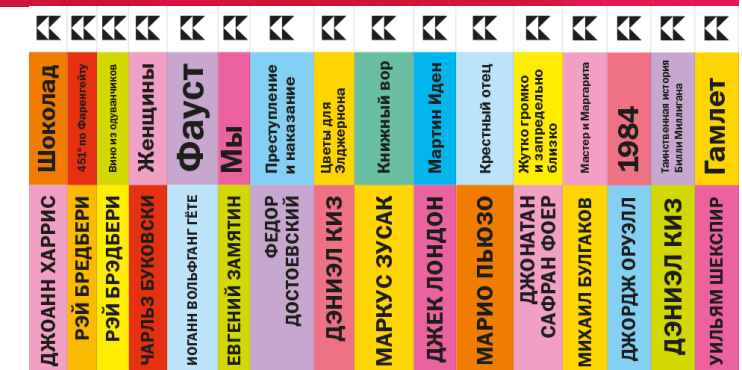 Шоколад
ДЖОАНН ХАРРИС
451° по Фаренгейту
РЭЙ БРЕДБЕРИ
Вино из одуванчиков
РЭЙ БРЭДБЕРИ
Женщины
ЧАРЛЬЗ БУКОВСКИ
Фауст
ИОГАНН ВОЛЬФГАНГ ГЁТЕ
Мы
ЕВГЕНИЙ ЗАМЯТИН
Преступление
и наказание
ФЕДОР
ДОСТОЕВСКИЙ
Цветы для
Элджернона
ДЭНИЭЛ КИЗ
Книжный вор
МАРКУС ЗУСАК
Мартин Иден
ДЖЕК ЛОНДОН
Крестный отец
МАРИО ПЬЮЗО
Жутко громко
и запредельно
близко
ДЖОНАТАН
САФРАН ФОЕР
Мастер и Маргарита
МИХАИЛ БУЛГАКОВ
1984
ДЖОРДЖ ОРУЭЛЛ
Таинственная история
Билли Миллигана
ДЭНИЭЛ КИЗ
Гамлет
УИЛЬЯМ ШЕКСПИР